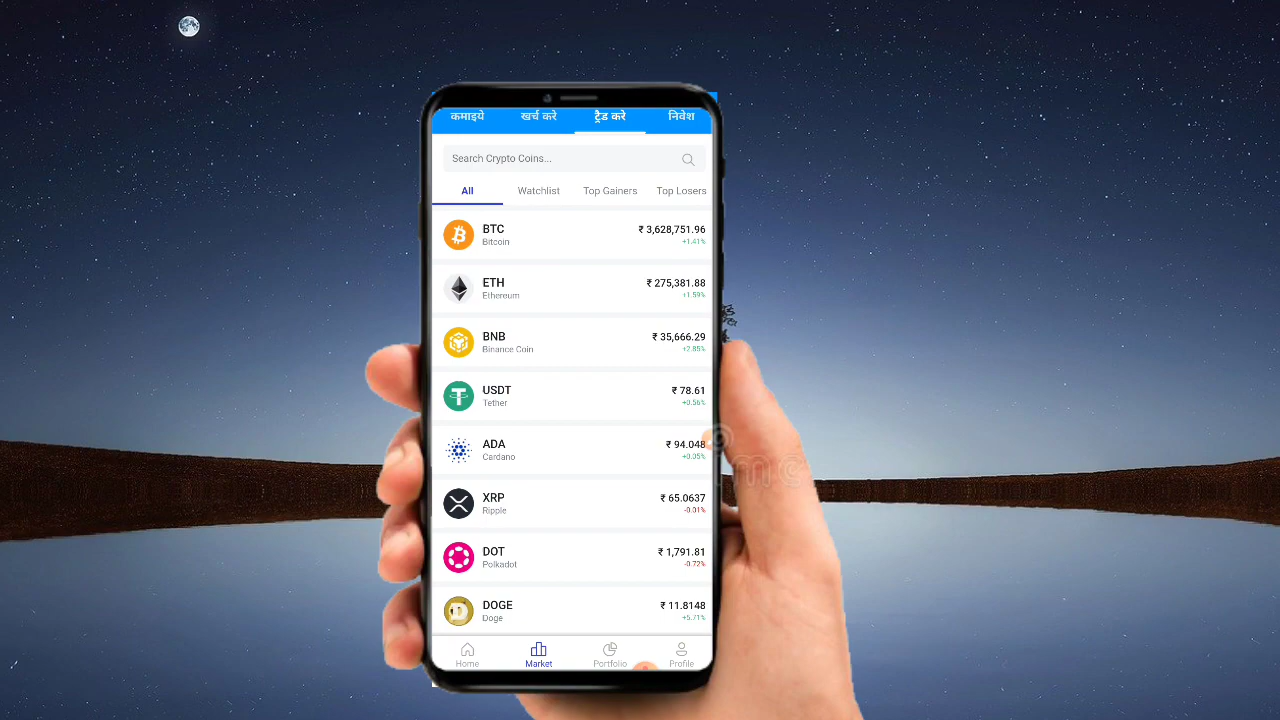 कमाइये खर्च करे ट्रैड करे निवेश
Search Crypto Coins...
All Watchlist Top Gainers Top Losers
BTC ₹ 3,628,751.96
Bitcoin +1.41%
ETH ₹ 275,381.88
Ethereum +1.59%
BNB ₹ 35,666.29
Binance Coin +2.85%
USDT ₹ 78.61
Tether +0.56%
ADA ₹ 94.048
Cardano +0.05%
XRP ₹ 65.0637
Ripple -0.01%
DOT ₹ 1,791.81
Polkadot -0.72%
DOGE ₹ 11.8148
Doge +5.71%
Home Market Portfolio Profile